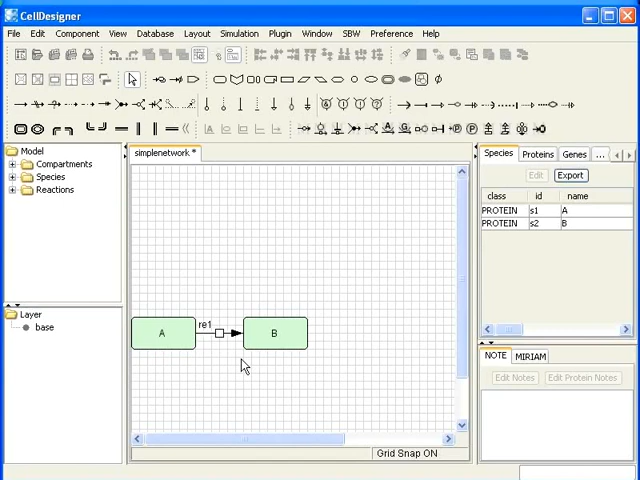 CellDesigner
File Edit Component View Database Layout Simulation Plugin Window SBW Preference Help
Model
Compartments
Species
Reactions
Layer
base
simplenetwork *
A
re1
B
Grid Snap ON
Species Proteins Genes ...
Edit Export
class id name
PROTEIN s1 A
PROTEIN s2 B
NOTE MIRIAM
Edit Notes Edit Protein Notes